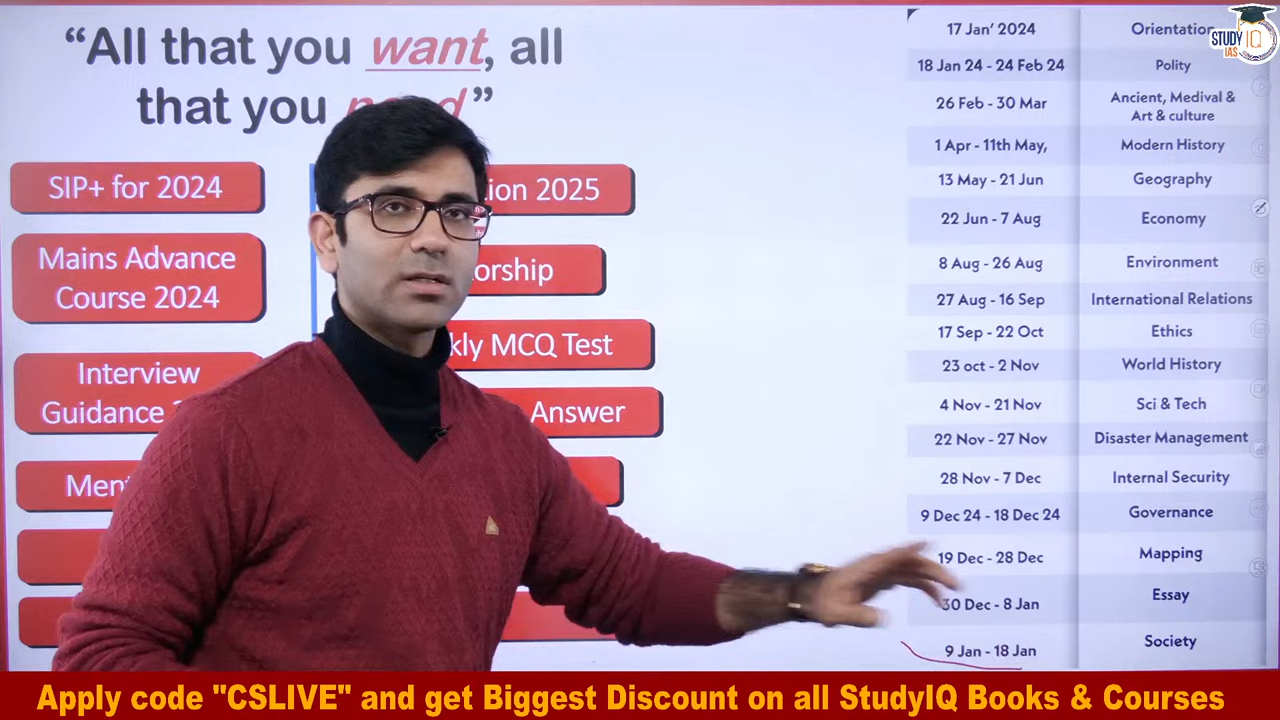 “All that you want, all
that you need”
SIP+ for 2024
Mains Advance
Course 2024
Interview
Guidance
2025
MCQ Test
Answer
17 Jan’ 2024 Orientation
18 Jan 24 - 24 Feb 24 Polity
26 Feb - 30 Mar Ancient, Medival &
Art & culture
1 Apr - 11th May, Modern History
13 May - 21 Jun Geography
22 Jun - 7 Aug Economy
8 Aug - 26 Aug Environment
27 Aug - 16 Sep International Relations
17 Sep - 22 Oct Ethics
23 oct - 2 Nov World History
4 Nov - 21 Nov Sci & Tech
22 Nov - 27 Nov Disaster Management
28 Nov - 7 Dec Internal Security
9 Dec 24 - 18 Dec 24 Governance
19 Dec - 28 Dec Mapping
30 Dec - 8 Jan Essay
9 Jan - 18 Jan Society
STUDY IQ
IAS
Apply code "CSLIVE" and get Biggest Discount on all StudyIQ Books & Courses